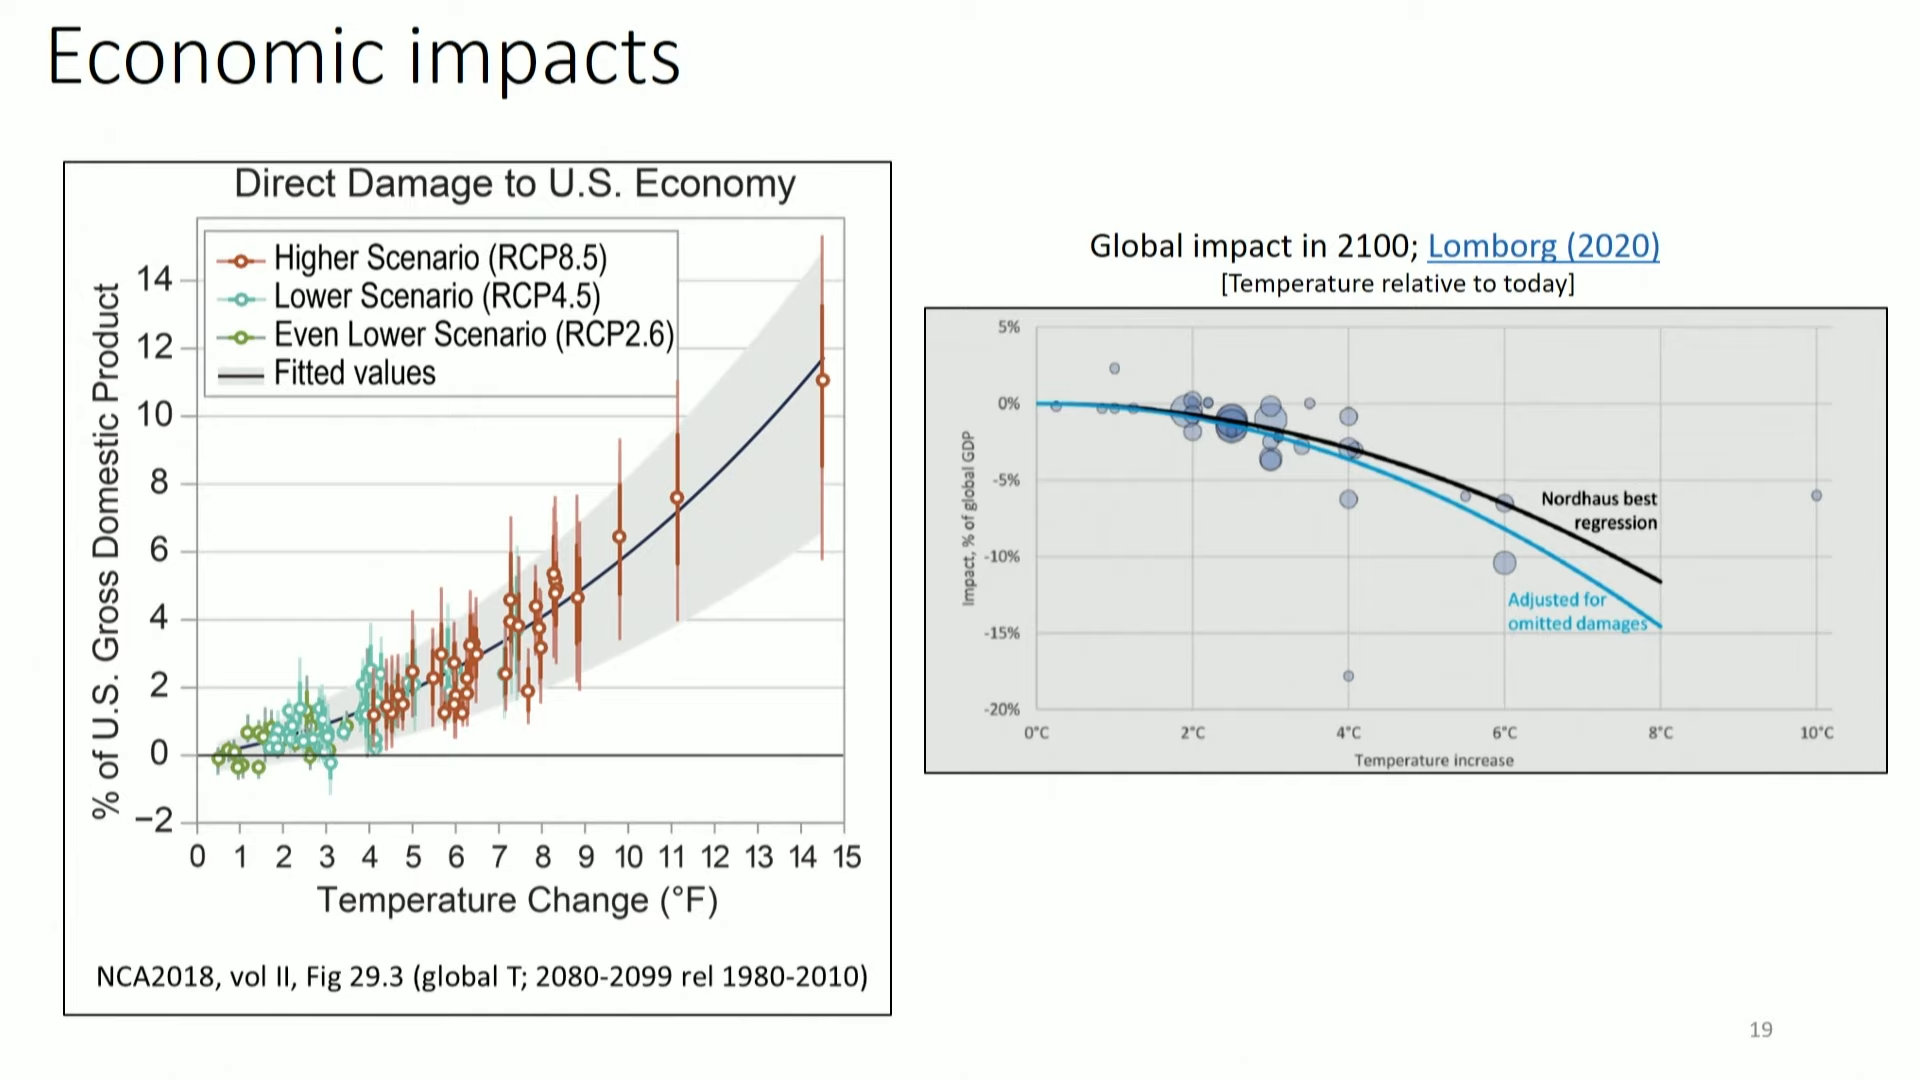 Economic impacts
Direct Damage to U.S. Economy
Higher Scenario (RCP8.5)
Lower Scenario (RCP4.5)
Even Lower Scenario (RCP2.6)
Fitted values
% of U.S. Gross Domestic Product
14
12
10
8
6
4
2
0
−2
0 1 2 3 4 5 6 7 8 9 10 11 12 13 14 15
Temperature Change (°F)
NCA2018, vol II, Fig 29.3 (global T; 2080-2099 rel 1980-2010)
Global impact in 2100; Lomborg (2020)
[Temperature relative to today]
Impact, % of global GDP
5%
0%
-5%
-10%
-15%
-20%
Nordhaus best
regression
Adjusted for
omitted damages
0°C 2°C 4°C 6°C 8°C 10°C
Temperature increase
19